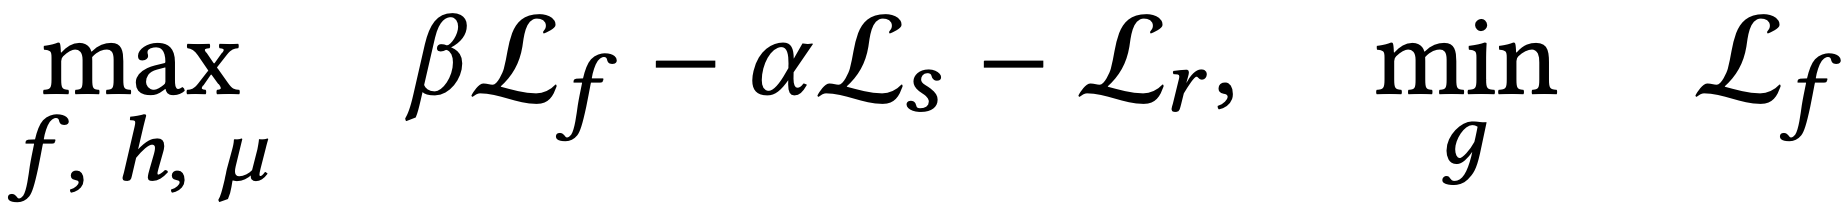 max f, h, μ βℒ_f − αℒ_s − ℒ_r, min g ℒ_f